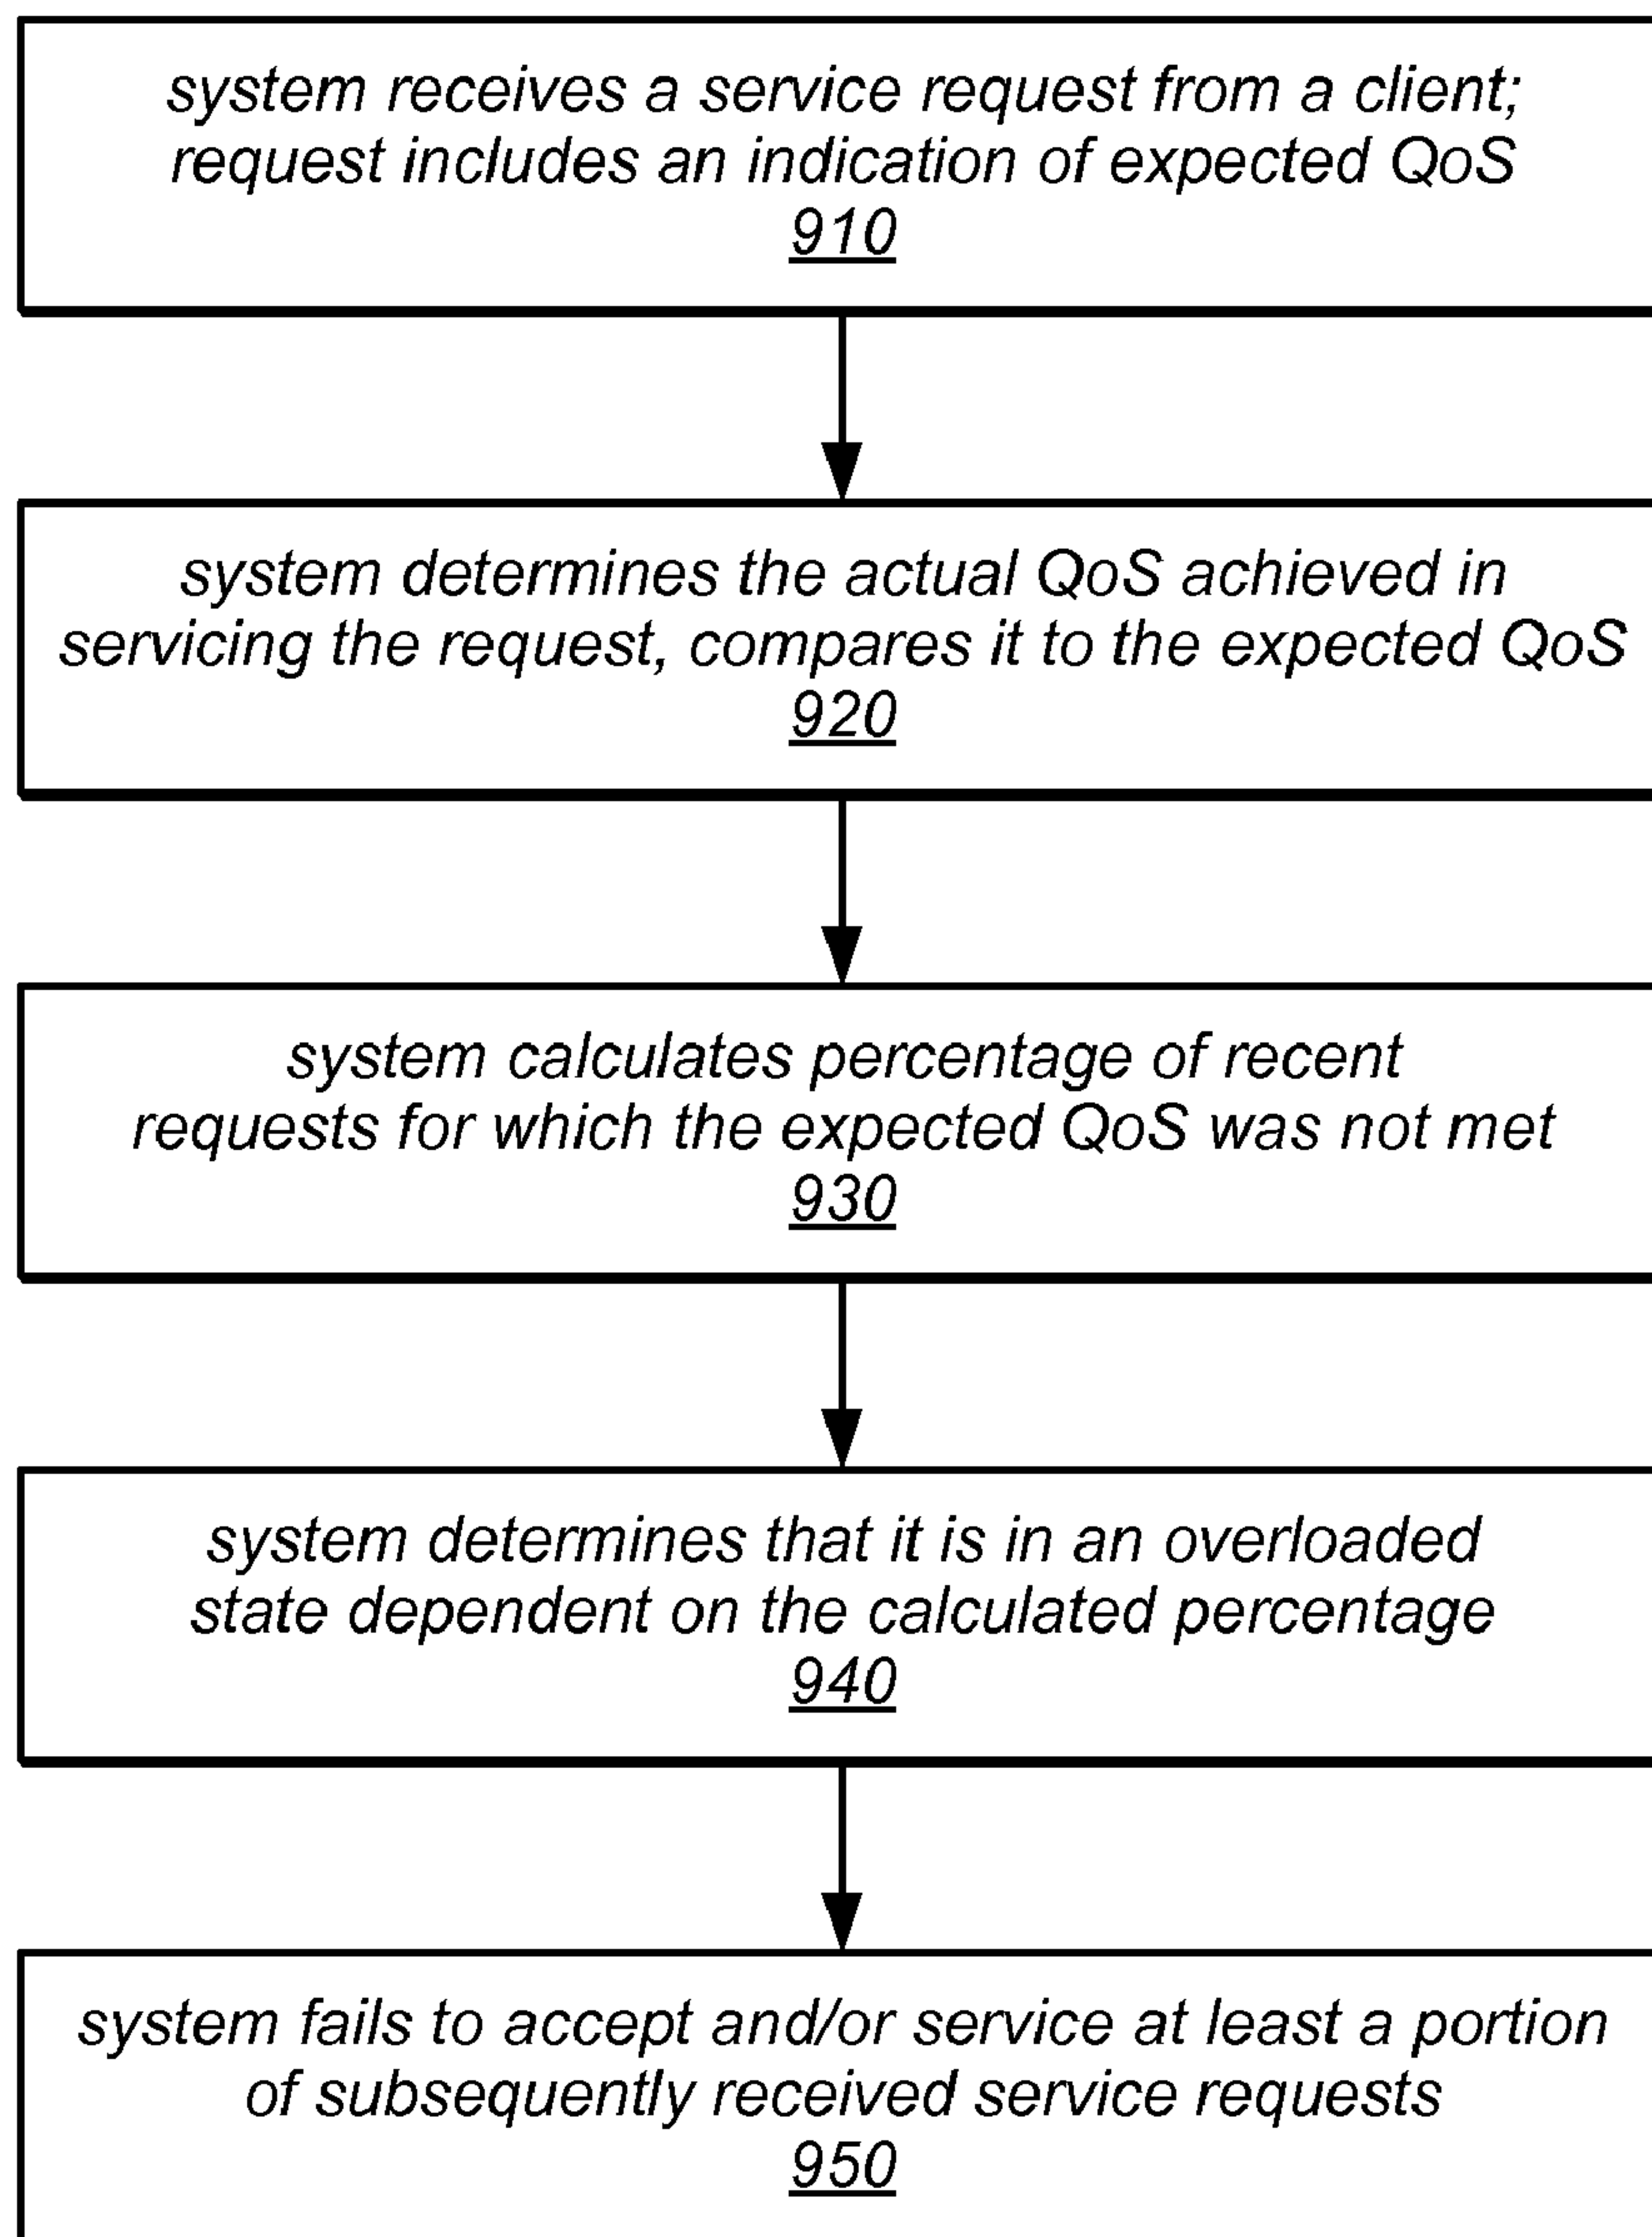 system receives a service request from a client;
request includes an indication of expected QoS
910
system determines the actual QoS achieved in
servicing the request, compares it to the expected QoS
920
system calculates percentage of recent
requests for which the expected QoS was not met
930
system determines that it is in an overloaded
state dependent on the calculated percentage
940
system fails to accept and/or service at least a portion
of subsequently received service requests
950